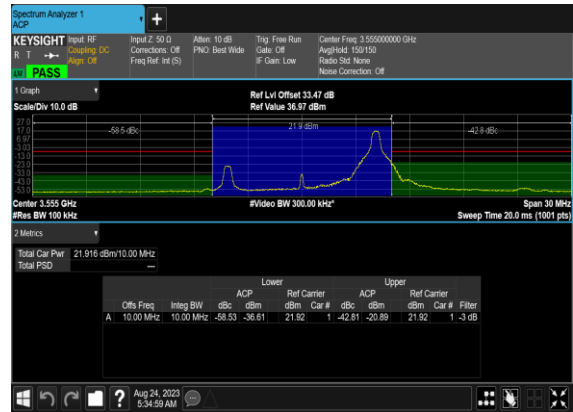 Spectrum Analyzer 1
ACP
+
KEYSIGHT Input: RF Input Z: 50 Ω Atten: 10 dB Trig: Free Run Center Freq: 3.555000000 GHz
R T Coupling: DC Corrections: Off PNO: Best Wide Gate: Off Avg|Hold: 150/150
Align: Off Freq Ref: Int (S) IF Gain: Low Radio Std: None
LW PASS Noise Correction: Off
1 Graph Ref Lvl Offset 33.47 dB
Scale/Div 10.0 dB Ref Value 36.97 dBm
27.0
17.0 -58.5 dBc 21.9 dBm -42.8 dBc
6.97
-3.03
-13.0
-23.0
-33.0
-43.0
-53.0
Center 3.555 GHz #Video BW 300.00 kHz* Span 30 MHz
#Res BW 100 kHz Sweep Time 20.0 ms (1001 pts)
2 Metrics
Total Car Pwr 21.916 dBm/10.00 MHz
Total PSD ---
Lower Upper
ACP Ref Carrier ACP Ref Carrier
Offs Freq Integ BW dBc dBm dBm Car # dBc dBm dBm Car # Filter
A 10.00 MHz 10.00 MHz -58.53 -36.61 21.92 1 -42.81 -20.89 21.92 1 -3 dB
? Aug 24, 2023
5:34:59 AM